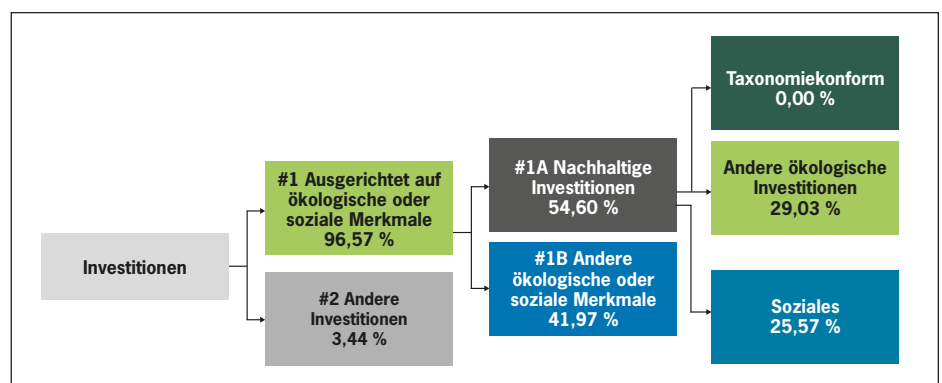 Investitionen
#1 Ausgerichtet auf
ökologische oder
soziale Merkmale
96,57 %
#2 Andere
Investitionen
3,44 %
#1A Nachhaltige
Investitionen
54,60 %
#1B Andere
ökologische oder
soziale Merkmale
41,97 %
Taxonomiekonform
0,00 %
Andere ökologische
Investitionen
29,03 %
Soziales
25,57 %